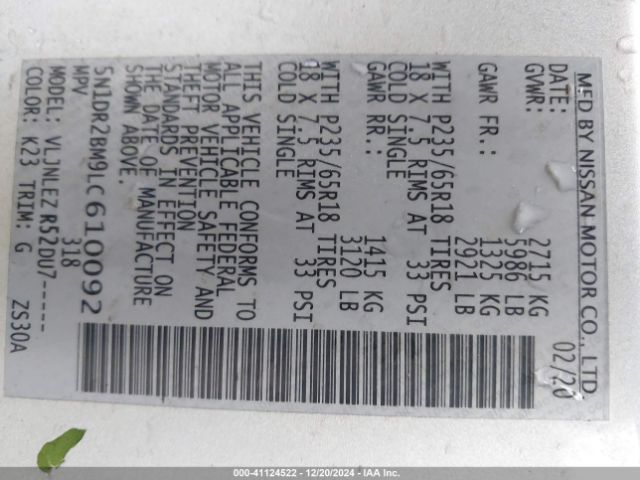 MFD BY NISSAN MOTOR CO., LTD.
DATE: 02/20
GVWR: 2715 KG
5986 LB
GAWR FR.: 1325 KG
2921 LB
WITH P235/65R18 TIRES
18 X 7.5 RIMS AT 33 PSI
COLD SINGLE
GAWR RR.: 1415 KG
3120 LB
WITH P235/65R18 TIRES
18 X 7.5 RIMS AT 33 PSI
COLD SINGLE
THIS VEHICLE CONFORMS TO
ALL APPLICABLE FEDERAL
MOTOR VEHICLE SAFETY AND
THEFT PREVENTION
STANDARDS IN EFFECT ON
THE DATE OF MANUFACTURE
SHOWN ABOVE.
5N1DR2BM9LC610092
MPV 318
MODEL: VLJNLEZ R52DU7-----
COLOR: K23 TRIM: G ZS30A
000-41124522 | 12/20/2024 - IAA Inc.